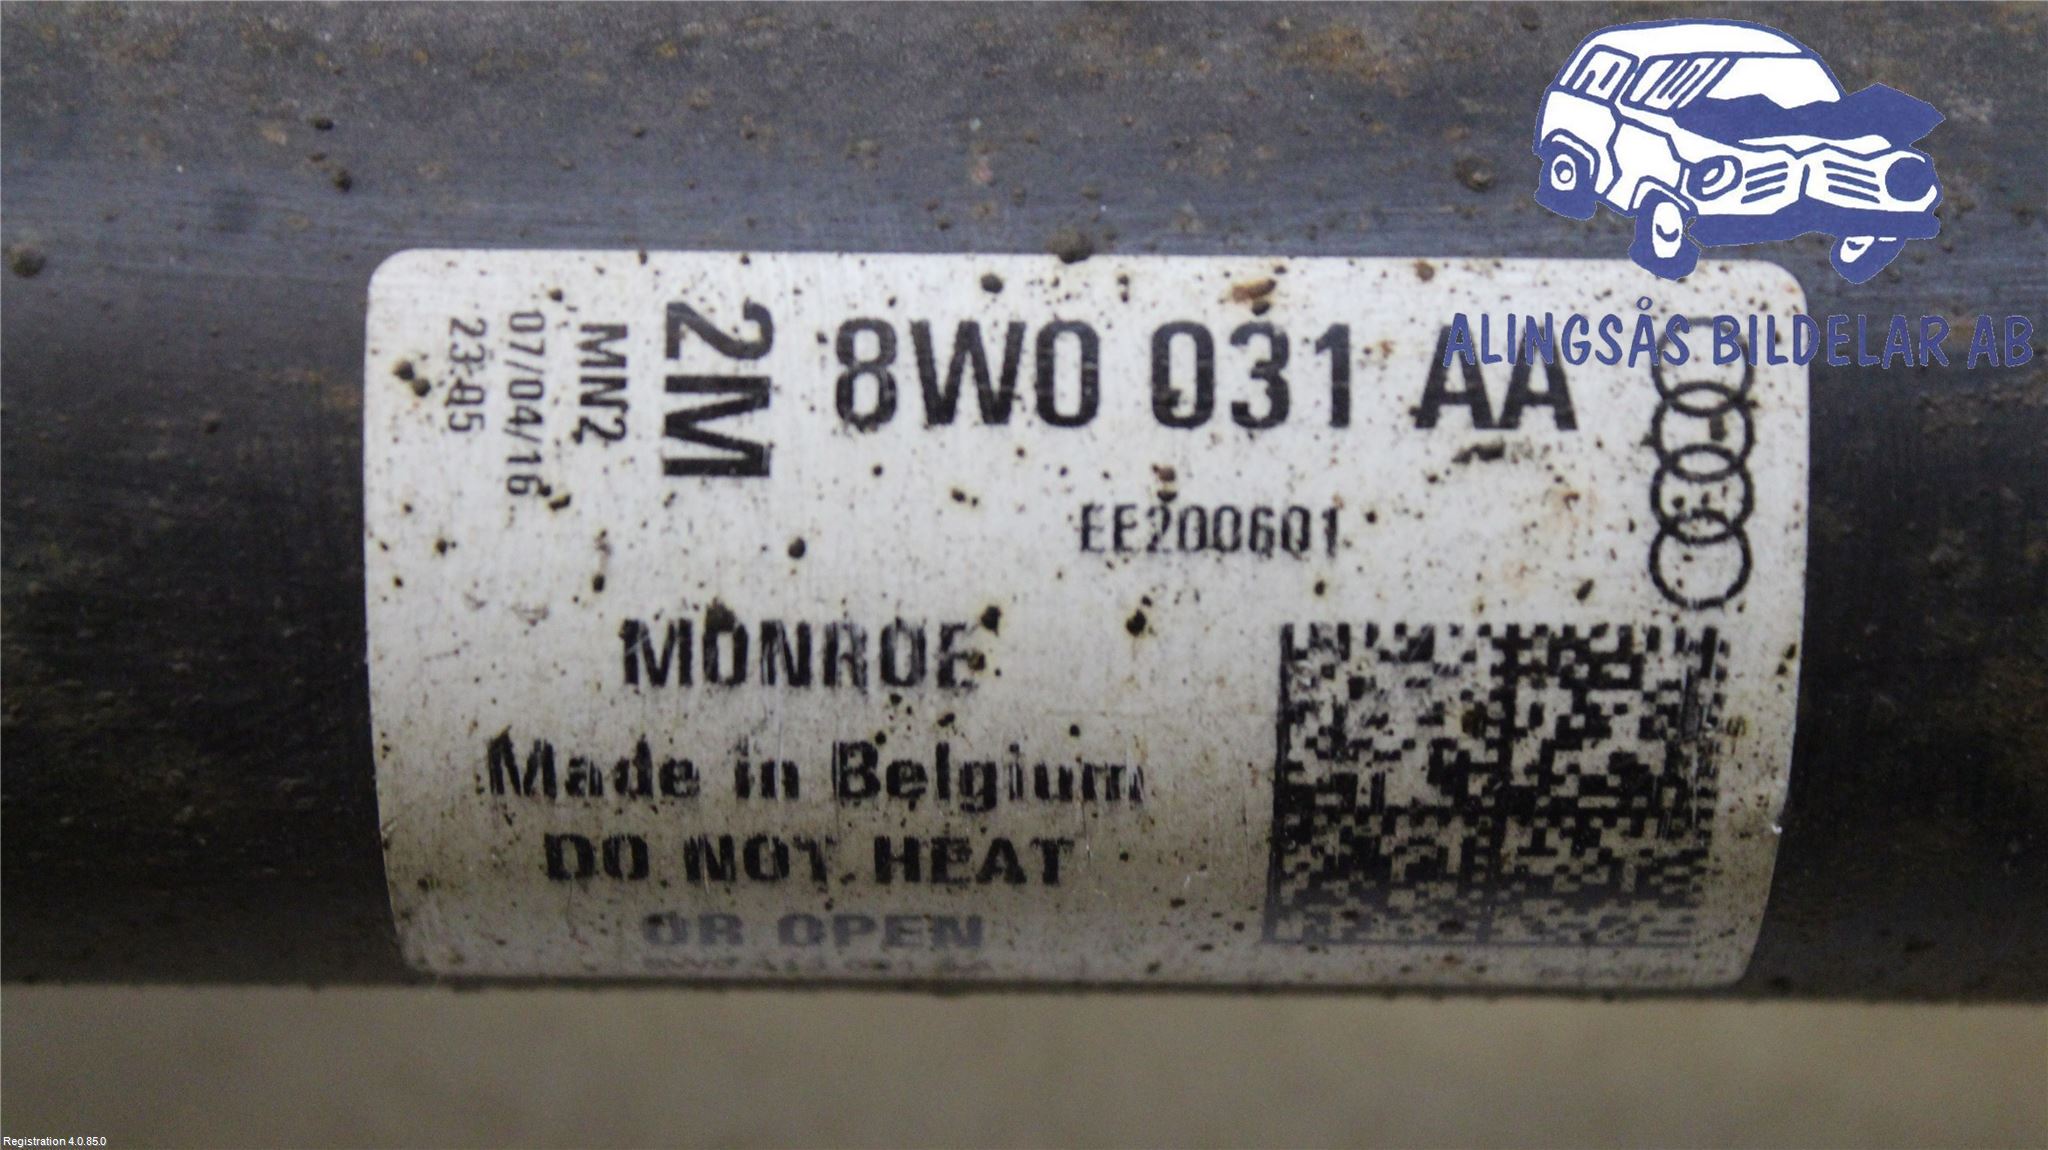 ALINGSÅS BILDELAR AB
8W0 031 AA
2M
MN2
07/04/16
23:05
EE200601
MONROE
Made in Belgium
DO NOT HEAT
OR OPEN
Registration 4.0.85.0